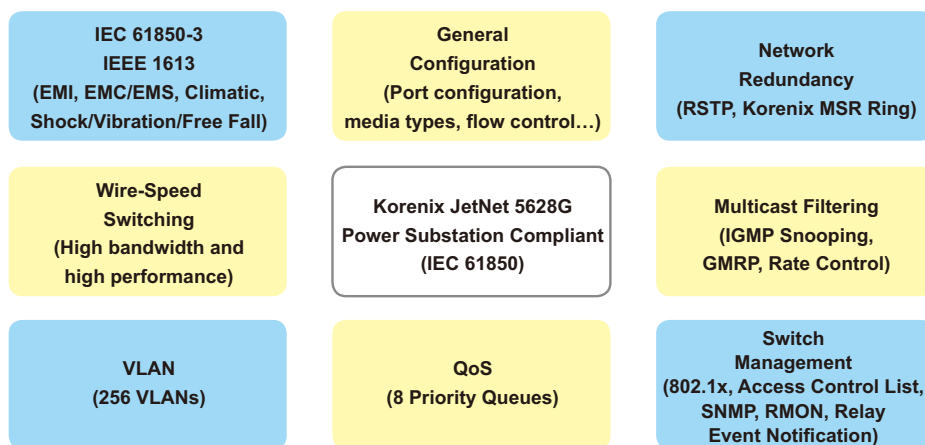 IEC 61850-3
IEEE 1613
(EMI, EMC/EMS, Climatic,
Shock/Vibration/Free Fall)
General
Configuration
(Port configuration,
media types, flow control…)
Network
Redundancy
(RSTP, Korenix MSR Ring)
Wire-Speed
Switching
(High bandwidth and
high performance)
Korenix JetNet 5628G
Power Substation Compliant
(IEC 61850)
Multicast Filtering
(IGMP Snooping,
GMRP, Rate Control)
VLAN
(256 VLANs)
QoS
(8 Priority Queues)
Switch
Management
(802.1x, Access Control List,
SNMP, RMON, Relay
Event Notification)